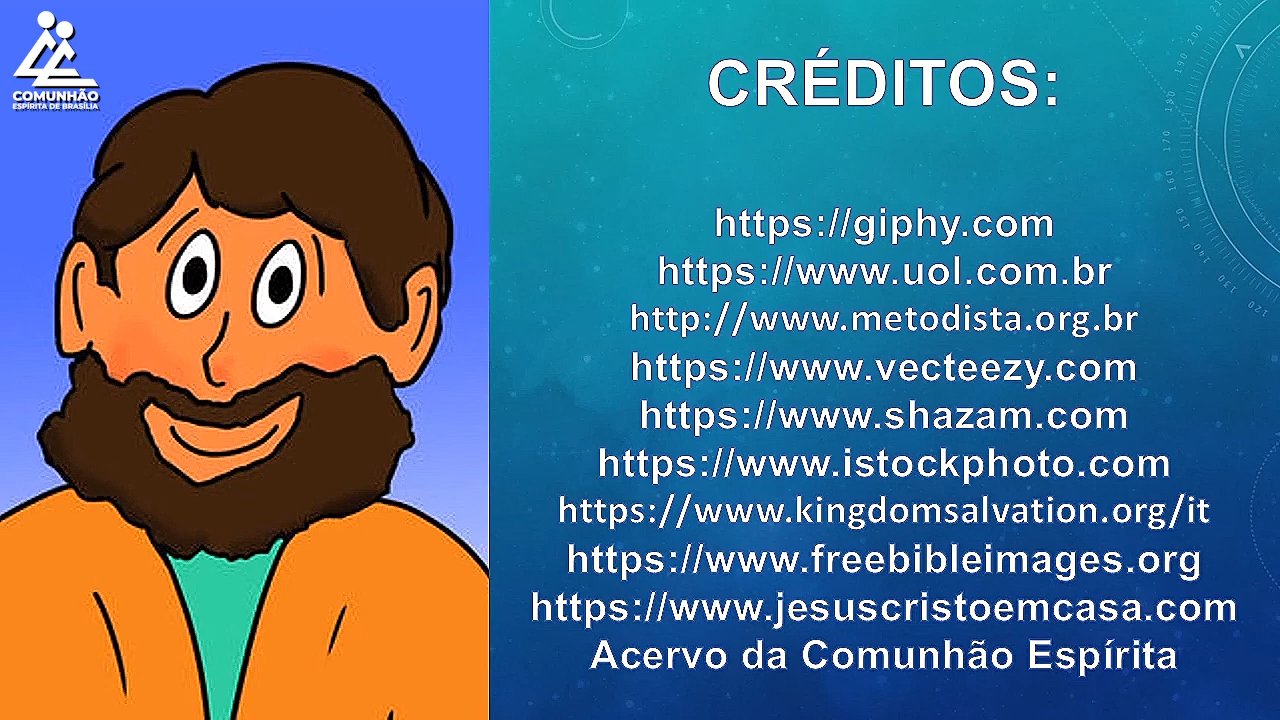 COMUNHÃO
ESPÍRITA DE BRASÍLIA
CRÉDITOS:
https://giphy.com
https://www.uol.com.br
http://www.metodista.org.br
https://www.vecteezy.com
https://www.shazam.com
https://www.istockphoto.com
https://www.kingdomsalvation.org/it
https://www.freebibleimages.org
https://www.jesuscristoemcasa.com
Acervo da Comunhão Espírita